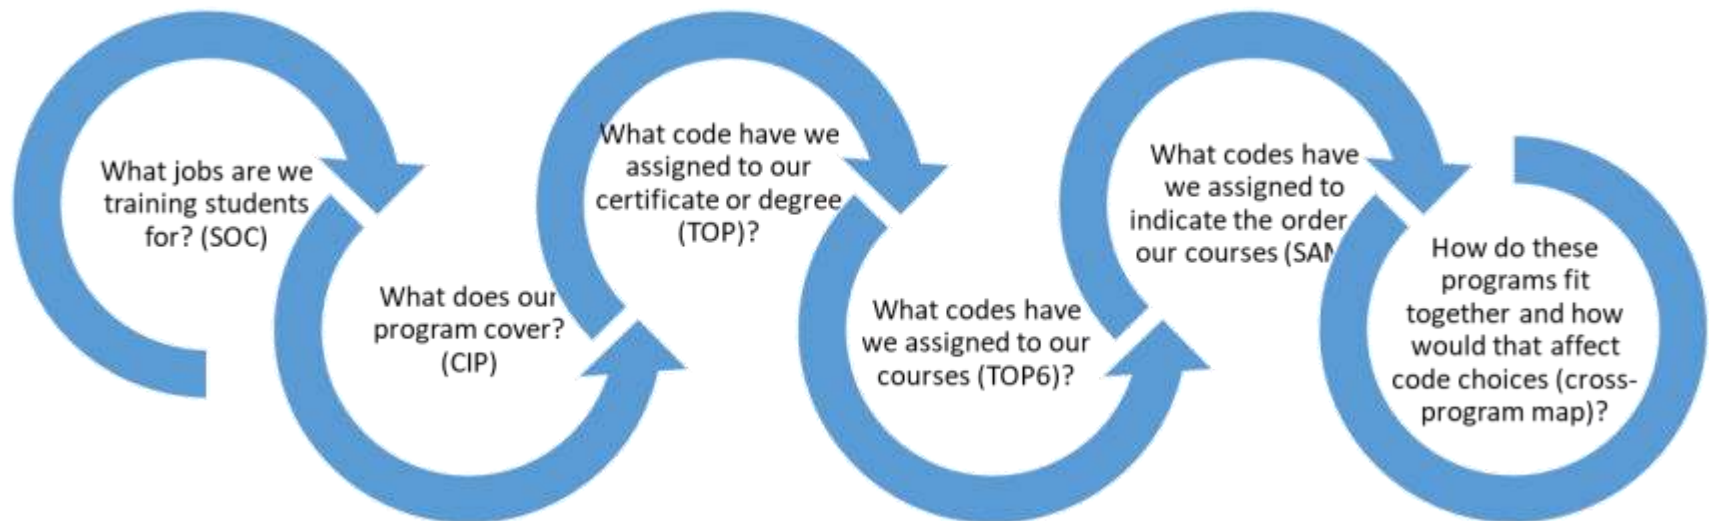 What jobs are we
training students
for? (SOC)
What does our
program cover?
(CIP)
What code have we
assigned to our
certificate or degree
(TOP)?
What codes have
we assigned to our
courses (TOP6)?
What codes have
we assigned to
indicate the order
our courses
How do these
programs fit
together and how
would that affect
code choices (cross-
program map)?